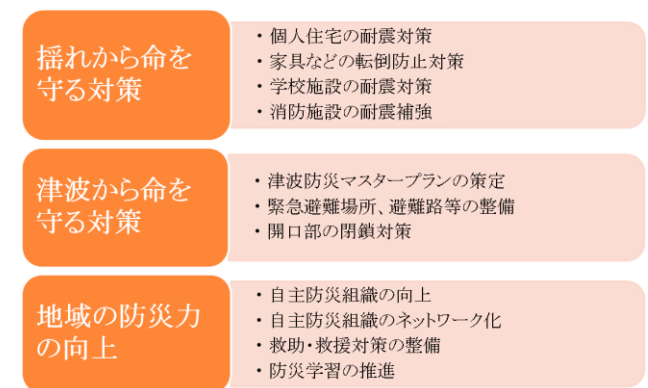 揺れから命を
守る対策
・個人住宅の耐震対策
・家具などの転倒防止対策
・学校施設の耐震対策
・消防施設の耐震補強
津波から命を
守る対策
・津波防災マスタープランの策定
・緊急避難場所、避難路等の整備
・開口部の閉鎖対策
地域の防災力
の向上
・自主防災組織の向上
・自主防災組織のネットワーク化
・救助・救援対策の整備
・防災学習の推進